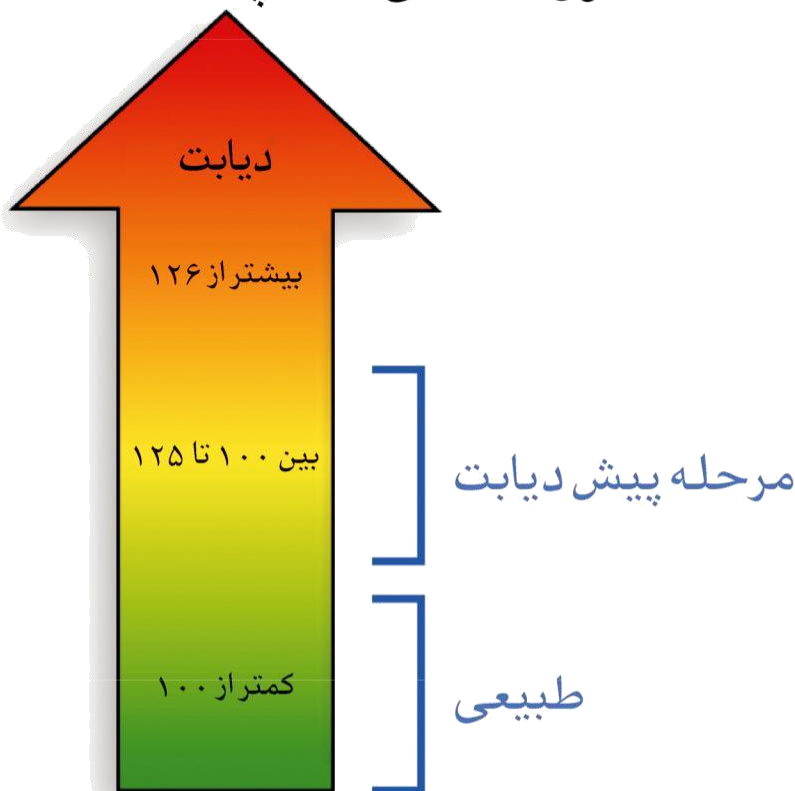 دیابت
بیشتر از ۱۲۶
بین ۱۰۰ تا ۱۲۵
مرحله پیش دیابت
کمتر از ۱۰۰
طبیعی